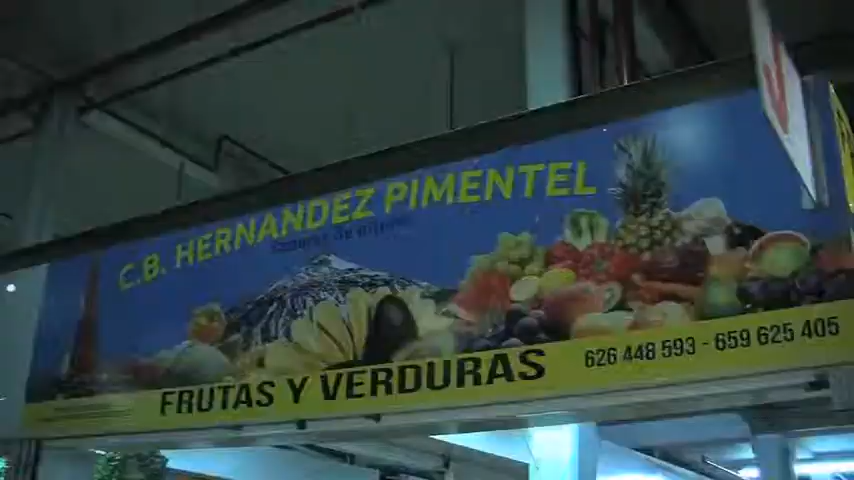 C.B. HERNANDEZ PIMENTEL
FRUTAS Y VERDURAS
626 448 593 - 659 625 405